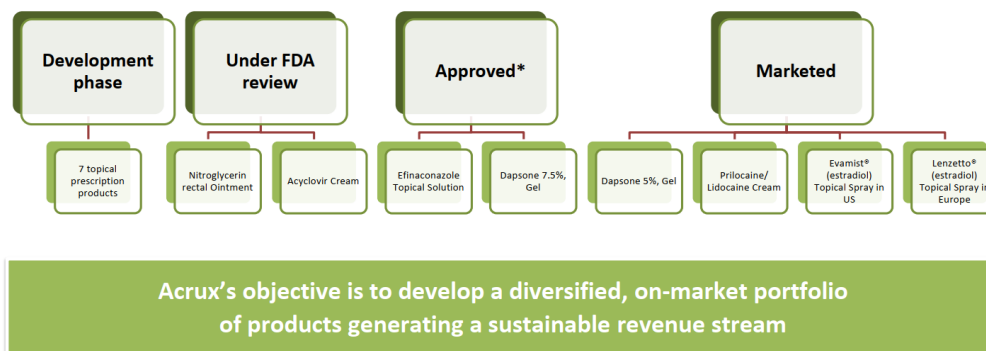 Development
phase
Under FDA
review
Approved*
Marketed
7 topical
prescription
products
Nitroglycerin
rectal Ointment
Acyclovir Cream
Efinaconazole
Topical Solution
Dapsone 7.5%,
Gel
Dapsone 5%, Gel
Prilocaine/
Lidocaine Cream
Evamist®
(estradiol)
Topical Spray in
US
Lenzetto®
(estradiol)
Topical Spray in
Europe
Acrux's objective is to develop a diversified, on-market portfolio
of products generating a sustainable revenue stream